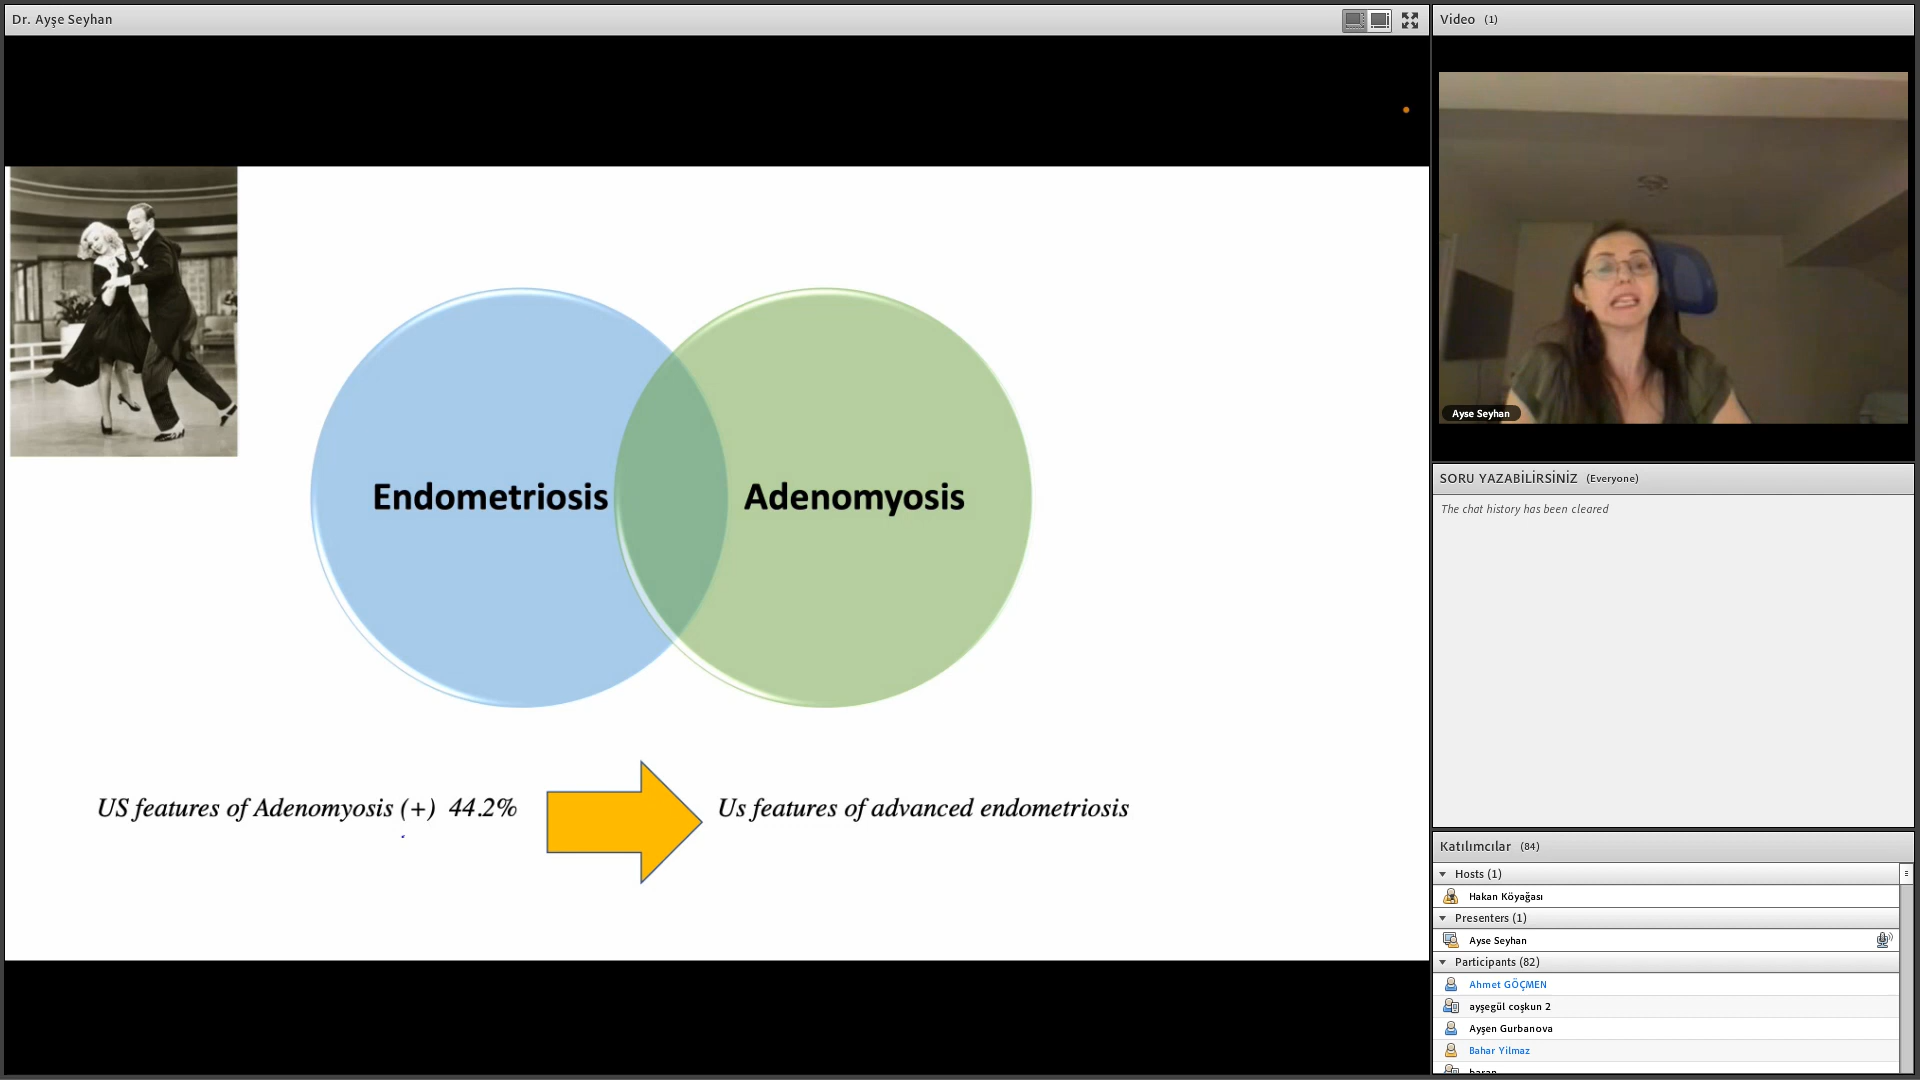 Dr. Ayşe Seyhan
Endometriosis
Adenomyosis
US features of Adenomyosis (+) 44.2%
Us features of advanced endometriosis
Video (1)
Ayse Seyhan
SORU YAZABİLİRSİNİZ (Everyone)
The chat history has been cleared
Katılımcılar (84)
Hosts (1)
Hakan Köyağası
Presenters (1)
Ayse Seyhan
Participants (82)
Ahmet GÖÇMEN
ayşegül coşkun 2
Ayşen Gurbanova
Bahar Yilmaz